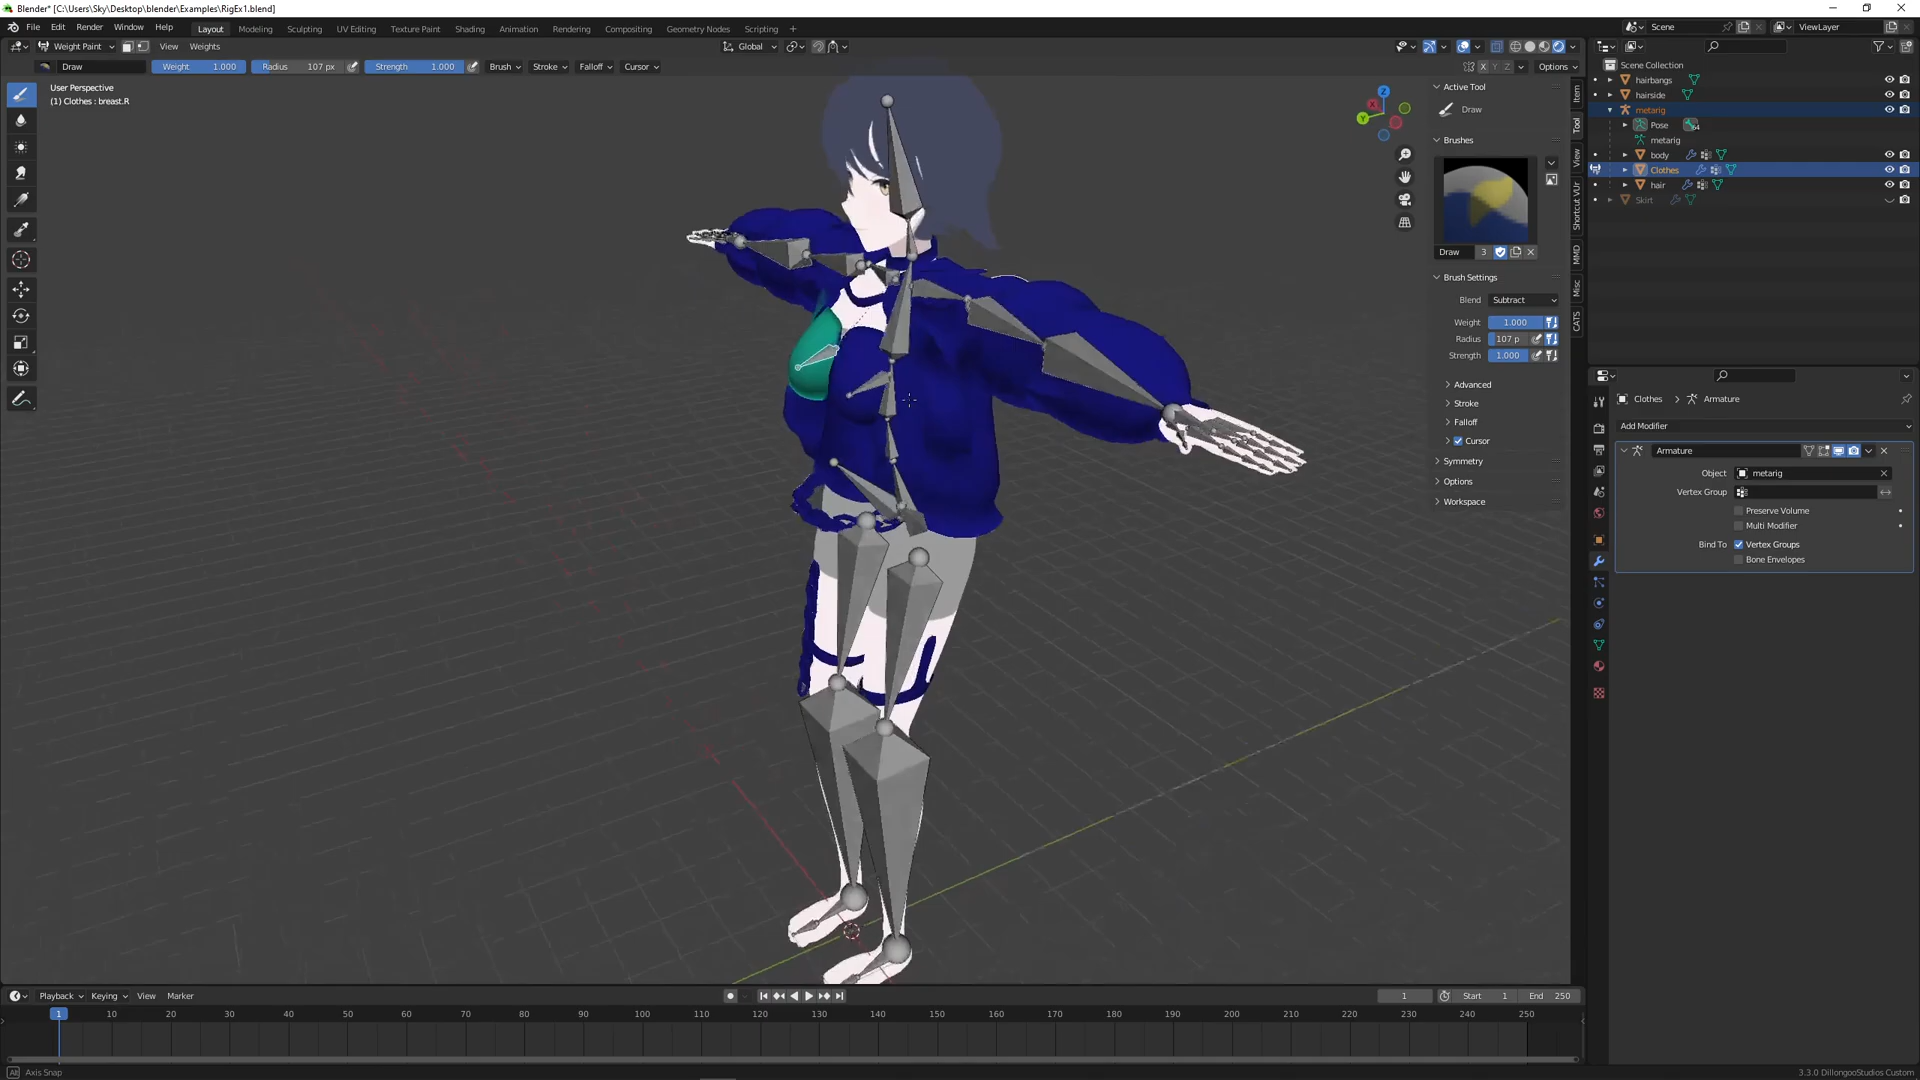 Blender* [C:\Users\Sky\Desktop\blender\Examples\RigEx1.blend]
File Edit Render Window Help Layout Modeling Sculpting UV Editing Texture Paint Shading Animation Rendering Compositing Geometry Nodes Scripting + Scene ViewLayer
Weight Paint View Weights Global
Draw Weight 1.000 Radius 107 px Strength 1.000 Brush Stroke Falloff Cursor X Y Z Options
User Perspective
(1) Clothes : breast.R
Z
Y
Active Tool
Draw
Brushes
Draw 3
Brush Settings
Blend Subtract
Weight 1.000
Radius 107 p
Strength 1.000
Advanced
Stroke
Falloff
Cursor
Symmetry
Options
Workspace
Item
Tool
View
Shortcut VUr
MMD
Misc
CATS
Scene Collection
hairbangs
hairside
metarig
Pose 64
metarig
body
Clothes
hair
Skirt
Clothes > Armature
Add Modifier
Armature
Object metarig
Vertex Group
Preserve Volume
Multi Modifier
Bind To Vertex Groups
Bone Envelopes
Playback Keying View Marker 1 Start 1 End 250
1 10 20 30 40 50 60 70 80 90 100 110 120 130 140 150 160 170 180 190 200 210 220 230 240 250
Alt Axis Snap
3.3.0 DillongooStudios Custom